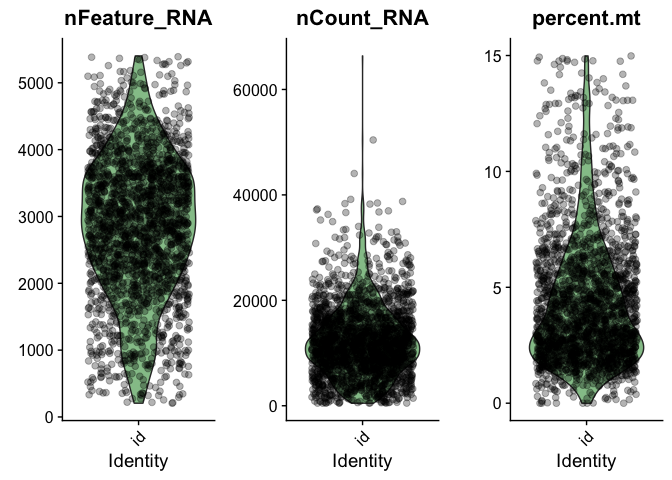 nFeature_RNA
5000
4000
3000
2000
1000
0
id
Identity
nCount_RNA
60000
40000
20000
0
id
Identity
percent.mt
15
10
5
0
id
Identity